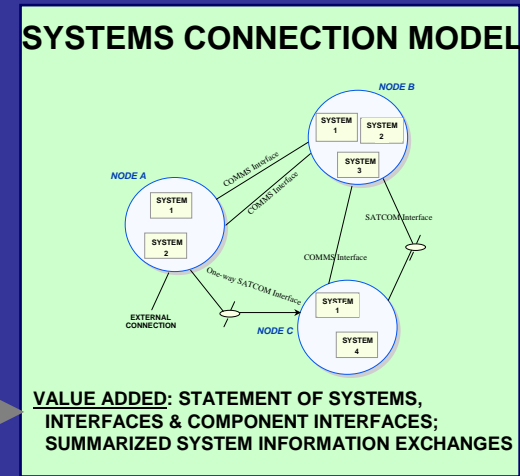 SYSTEMS CONNECTION MODEL
NODE B
SYSTEM
1
SYSTEM
2
SYSTEM
3
COMMS Interface
COMMS Interface
NODE A
SYSTEM
1
SYSTEM
2
SATCOM Interface
COMMS Interface
One-way SATCOM Interface
EXTERNAL
CONNECTION
NODE C
SYSTEM
1
SYSTEM
4
VALUE ADDED: STATEMENT OF SYSTEMS,
INTERFACES & COMPONENT INTERFACES;
SUMMARIZED SYSTEM INFORMATION EXCHANGES